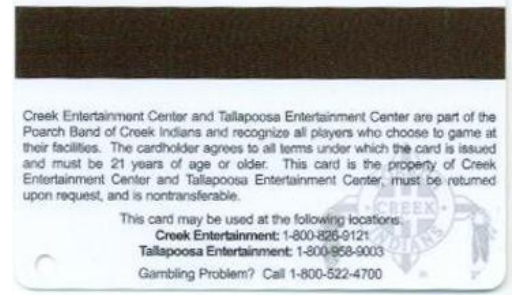 Creek Entertainment Center and Tallapoosa Entertainment Center are part of the
Poarch Band of Creek Indians and recognize all players who choose to game at
their facilities. The cardholder agrees to all terms under which the card is issued
and must be 21 years of age or older. This card is the property of Creek
Entertainment Center and Tallapoosa Entertainment Center, must be returned
upon request, and is nontransferable.
This card may be used at the following locations:
Creek Entertainment: 1-800-826-9121
Tallapoosa Entertainment: 1-800-958-9003
Gambling Problem? Call 1-800-522-4700
CREEK
INDIANS